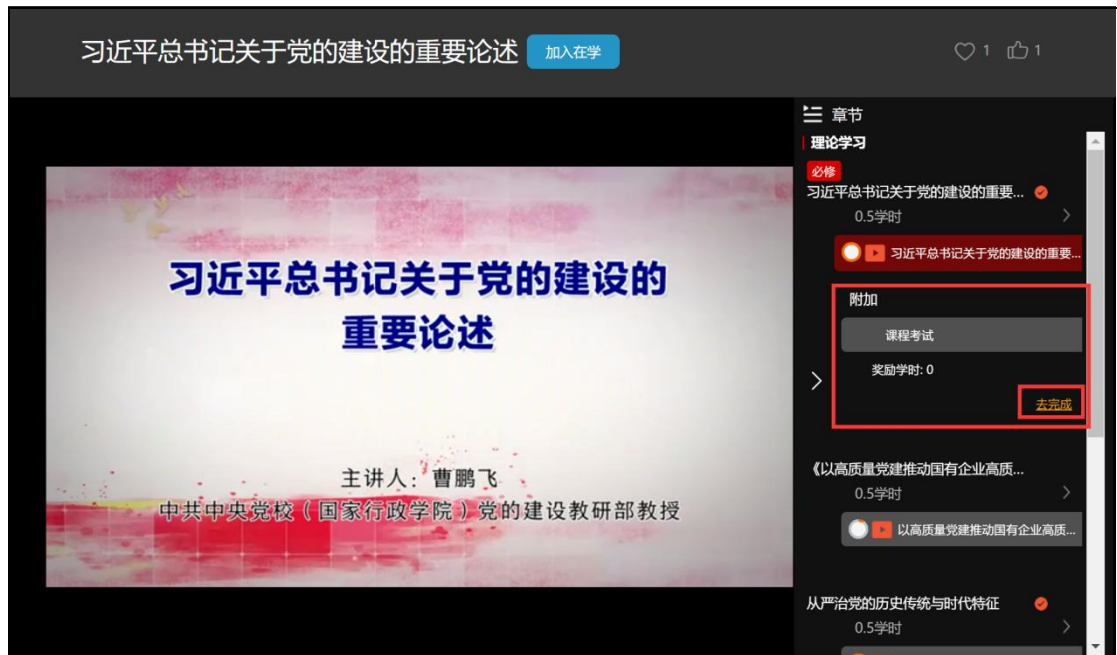 习近平总书记关于党的建设的重要论述 加入在学 1 1
章节
理论学习
必修
习近平总书记关于党的建设的重要...
0.5学时
习近平总书记关于党的建设的重要...
附加
课程考试
奖励学时: 0
去完成
《以高质量党建推动国有企业高质...
0.5学时
以高质量党建推动国有企业高质...
从严治党的历史传统与时代特征
0.5学时
习近平总书记关于党的建设的
重要论述
主讲人：曹鹏飞
中共中央党校（国家行政学院）党的建设教研部教授